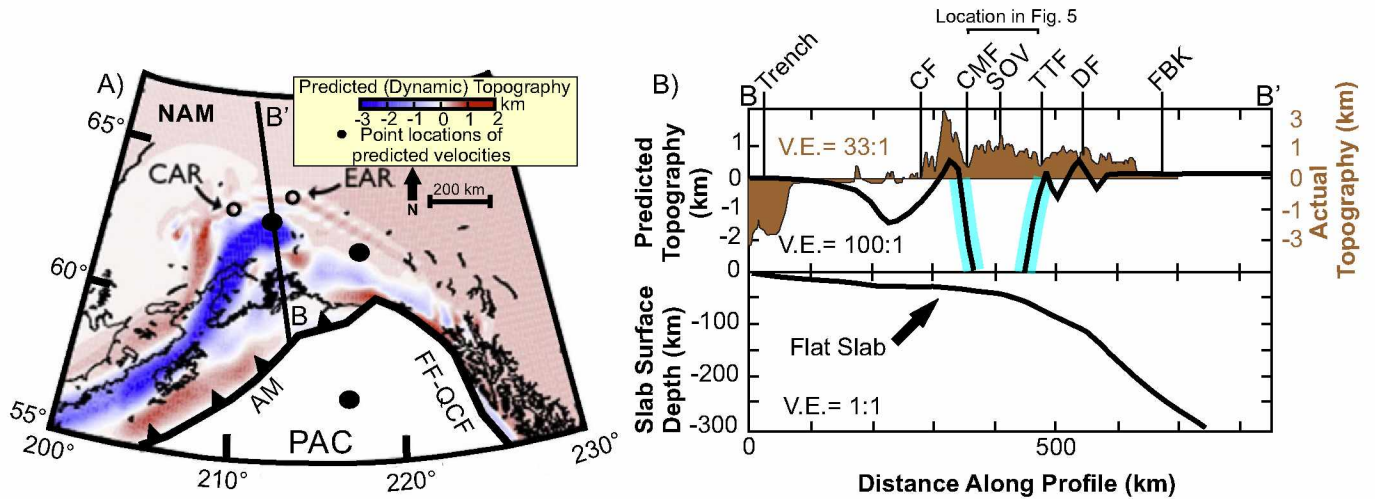 A)
NAM
B'
Predicted (Dynamic) Topography
-3 -2 -1 0 1 2 km
Point locations of
predicted velocities
N
200 km
CAR
EAR
B
AM
FF-QCF
PAC
65°
60°
55°
200°
210°
220°
230°
B)
Location in Fig. 5
Trench
CF
CMF
SOV
TTF
DF
FBK
B
B'
Predicted
Topography
(km)
1
0
-1
-2
0
V.E.= 33:1
V.E.= 100:1
3
1
0
-1
-3
Actual
Topography (km)
Slab Surface
Depth (km)
-100
-200
-300
Flat Slab
V.E.= 1:1
0
500
Distance Along Profile (km)